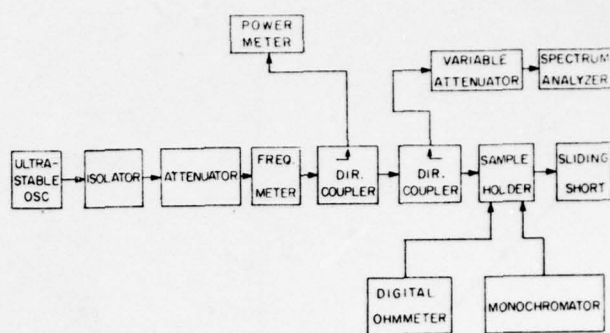 POWER
METER
VARIABLE
ATTENUATOR
SPECTRUM
ANALYZER
ULTRA-
STABLE
OSC
ISOLATOR
ATTENUATOR
FREQ.
METER
DIR.
COUPLER
DIR.
COUPLER
SAMPLE
HOLDER
SLIDING
SHORT
DIGITAL
OHMMETER
MONOCHROMATOR